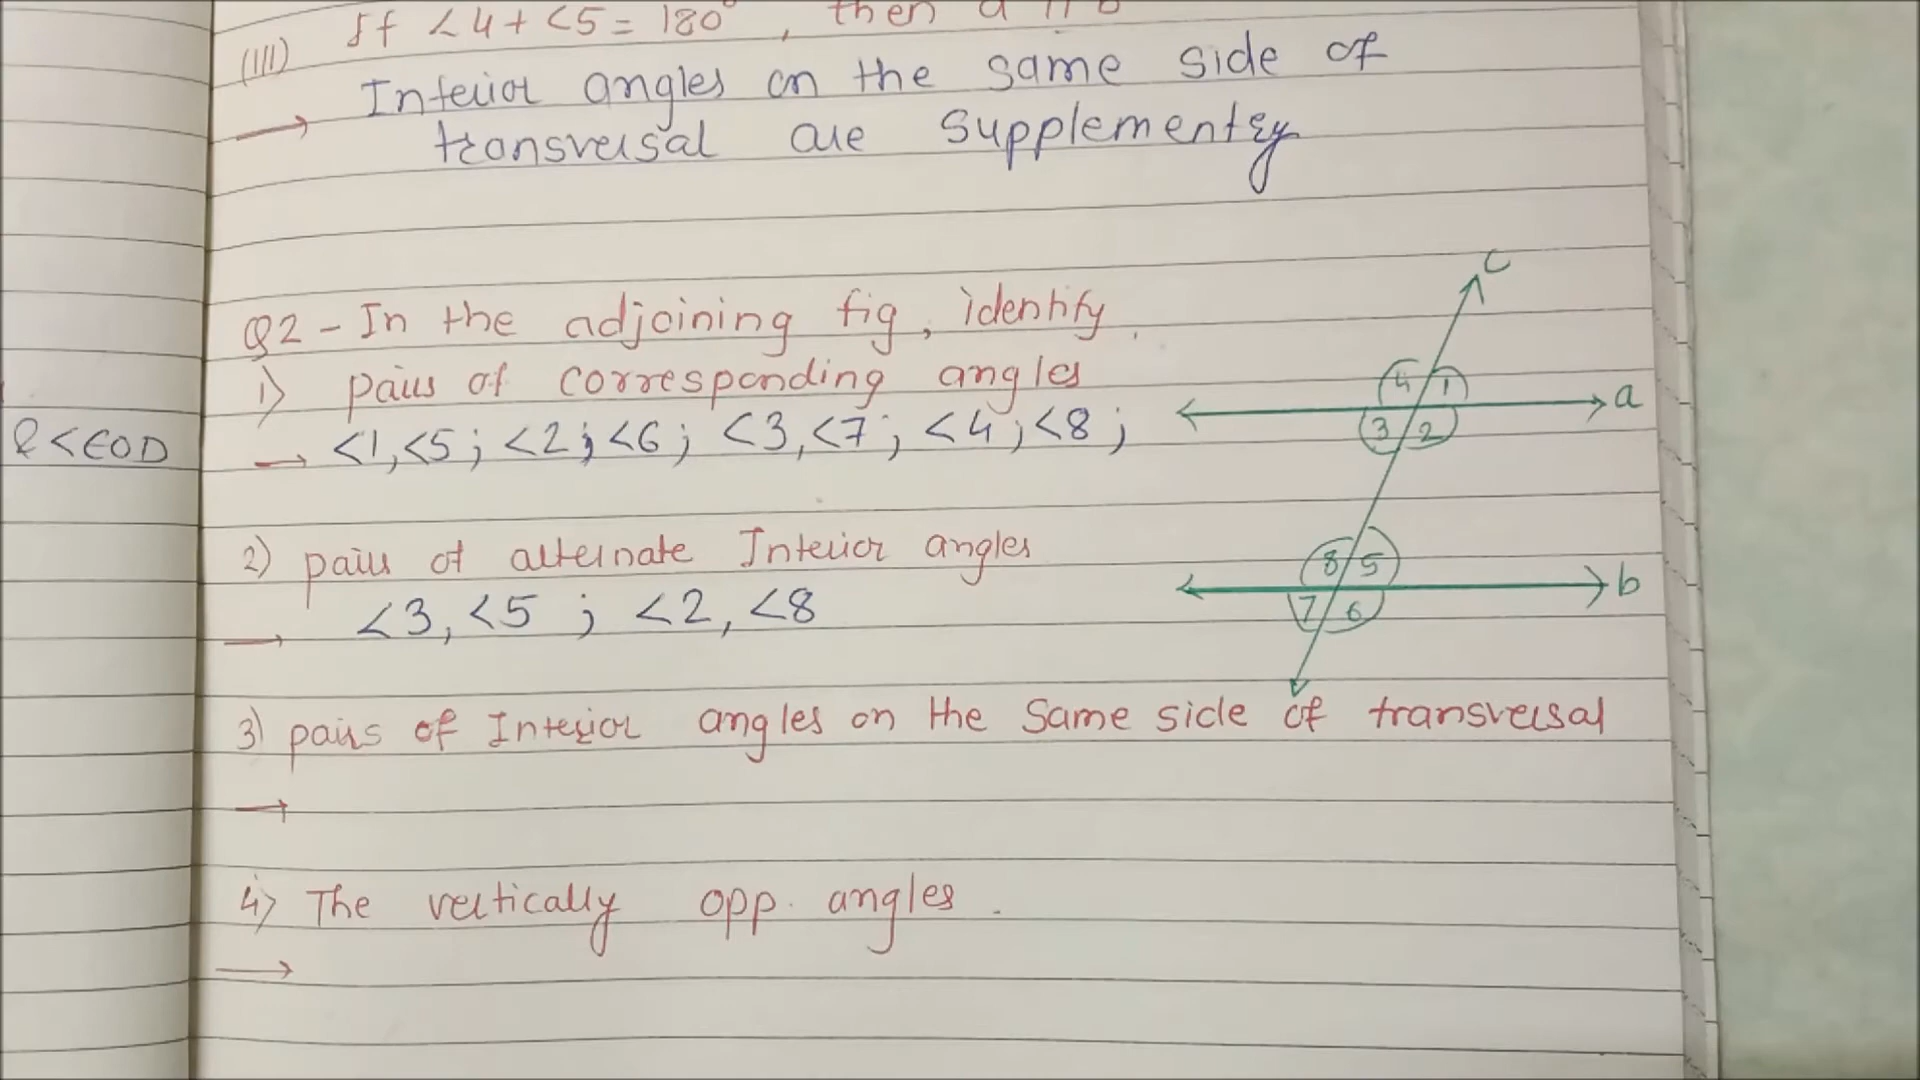 (III) If <4 + <5 = 180°, then a || b
→ Interior angles on the same side of
transversal are supplementry
Q2 - In the adjoining fig, identify
1) pairs of corresponding angles
→ <1, <5 ; <2 ; <6 ; <3, <7 ; <4 ; <8 ;
2) pairs of alternate Interior angles
→ <3, <5 ; <2, <8
3) pairs of Interior angles on the same side of transversal
→
4) The vertically opp. angles.
→
<EOD
c
4 1
a
3 2
8 5
b
7 6